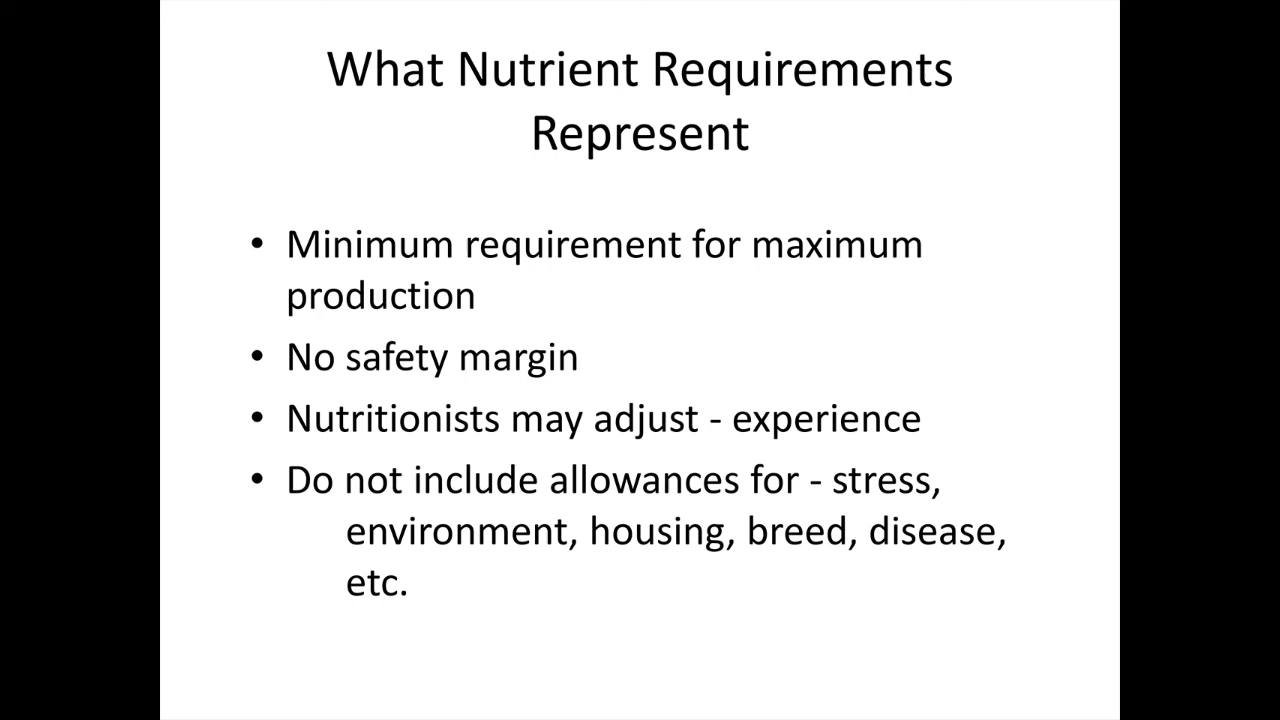 What Nutrient Requirements
Represent
• Minimum requirement for maximum
production
• No safety margin
• Nutritionists may adjust - experience
• Do not include allowances for - stress,
environment, housing, breed, disease,
etc.